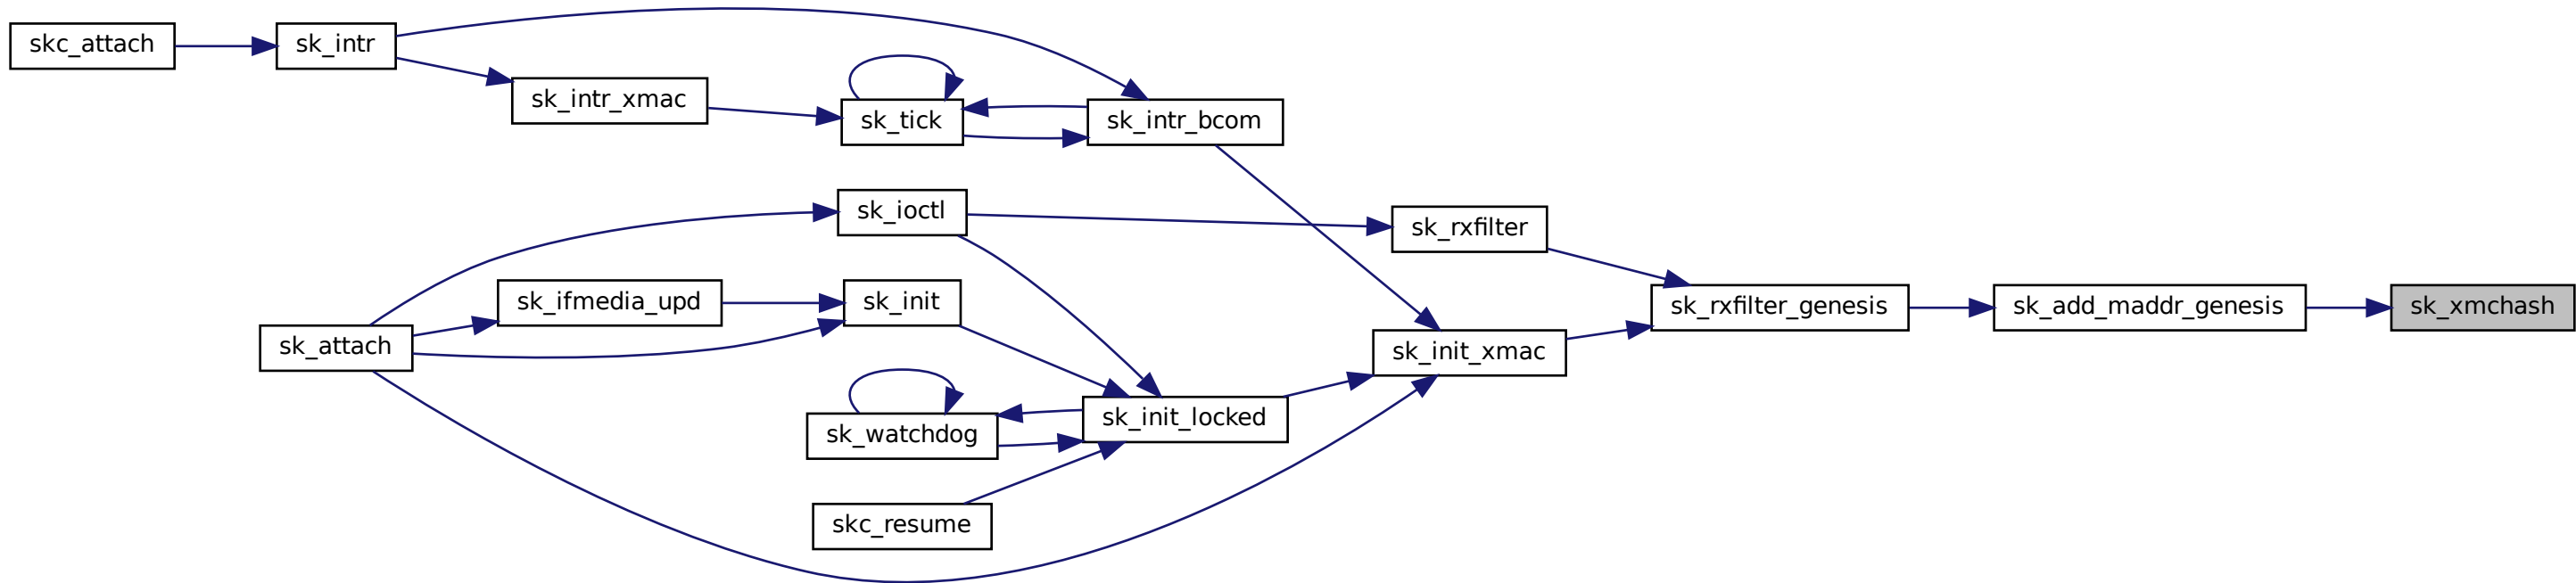 skc_attach
sk_intr
sk_intr_xmac
sk_tick
sk_intr_bcom
sk_ioctl
sk_rxfilter
sk_ifmedia_upd
sk_init
sk_rxfilter_genesis
sk_add_maddr_genesis
sk_xmchash
sk_attach
sk_init_xmac
sk_watchdog
sk_init_locked
skc_resume